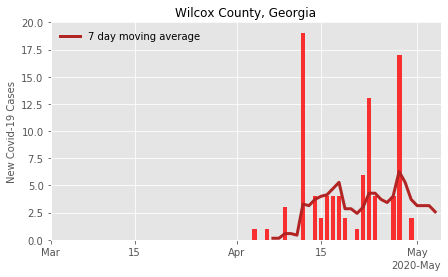 Wilcox County, Georgia
7 day moving average
New Covid-19 Cases
20.0
17.5
15.0
12.5
10.0
7.5
5.0
2.5
0.0
Mar
15
Apr
15
May
2020-May